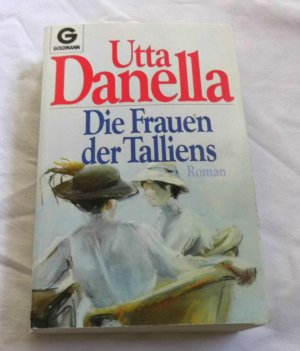 G
GOLDMANN
Utta
Danella
Die Frauen
der Talliens
Roman